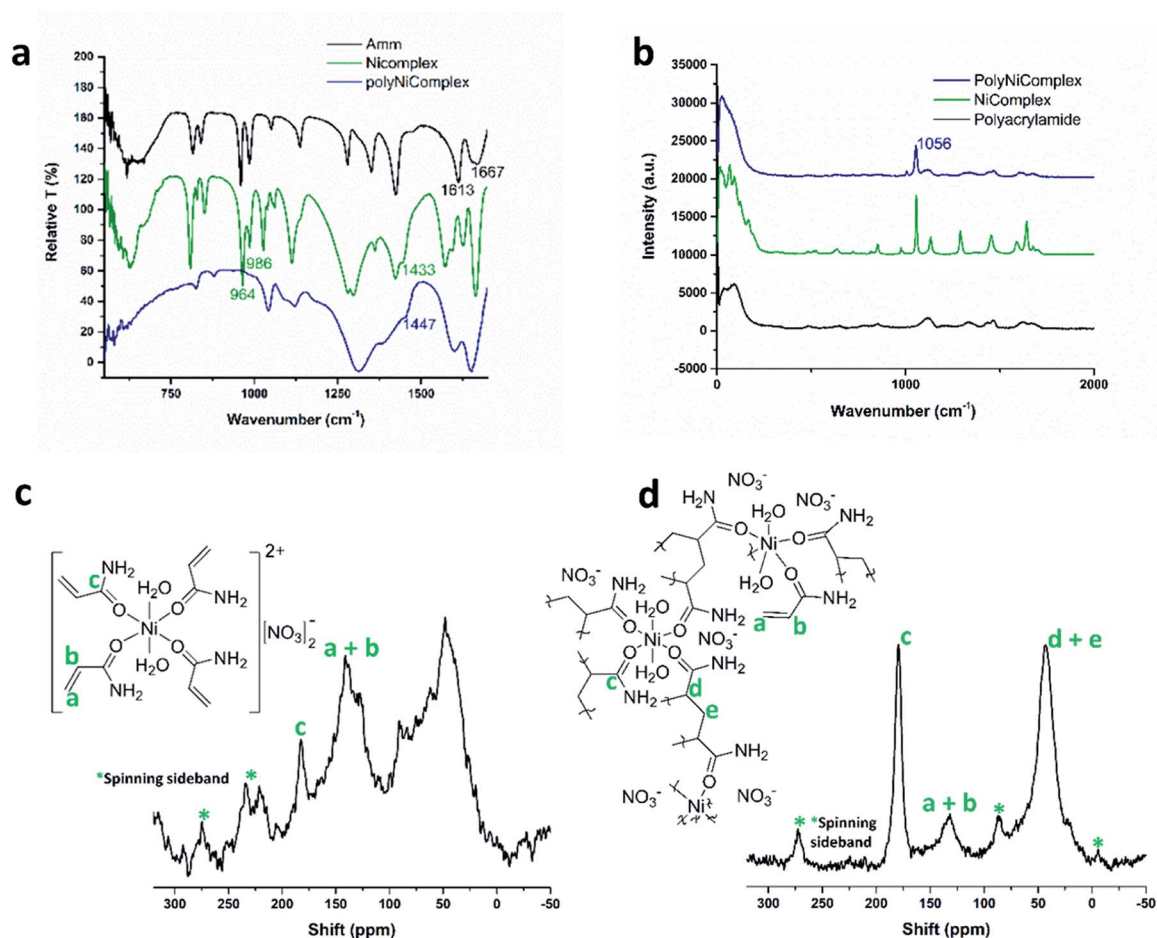 a
Amm
Nicomplex
polyNiComplex
200
180
160
140
120
100
80
60
40
20
0
Relative T (%)
1613
1667
986
964
1433
1447
750
1000
1250
1500
Wavenumber (cm⁻¹)
b
PolyNiComplex
NiComplex
Polyacrylamide
35000
30000
25000
20000
15000
10000
5000
0
-5000
Intensity (a.u.)
1056
0
1000
2000
Wavenumber (cm⁻¹)
c
2+
NH₂
H₂O
NH₂
c
O
O
Ni
O
O
b
H₂O
a
NH₂
NH₂
[NO₃]₂⁻
a + b
c
*Spinning sideband
*
*
300
250
200
150
100
50
0
-50
Shift (ppm)
d
NO₃⁻
H₂N
H₂O
NO₃⁻
O
Ni
O
NH₂
NO₃⁻
H₂O
O
NH₂
NH₂
NH₂
a
b
O
H₂O
O
Ni
NO₃⁻
O
H₂O
O
NH₂
c
NH₂
d
e
NH₂
O
NO₃⁻
Ni
NO₃⁻
c
d + e
a + b
*
*Spinning
sideband
*
*
300
250
200
150
100
50
0
-50
Shift (ppm)